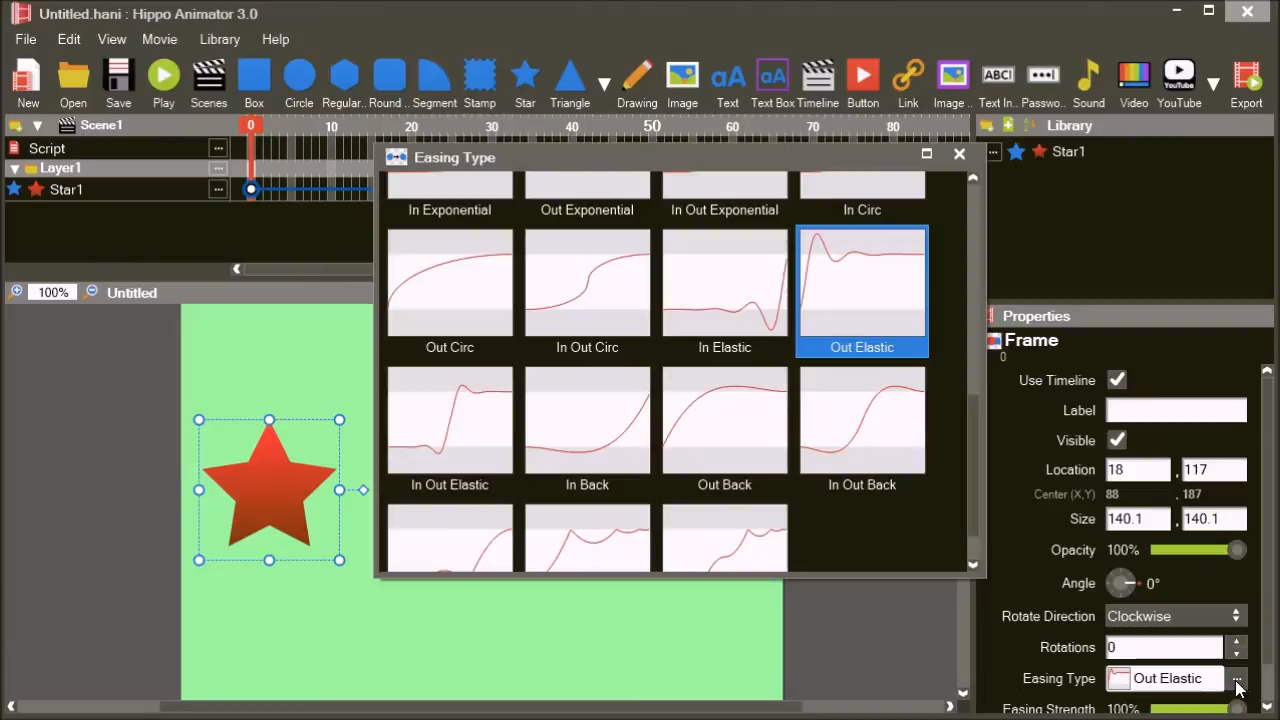 Untitled.hani : Hippo Animator 3.0
File Edit View Movie Library Help
New Open Save Play Scenes Box Circle Regular.. Round .. Segment Stamp Star Triangle Drawing Image Text Text Box Timeline Button Link Image .. Text In.. Passwo.. Sound Video YouTube Export
Scene1 0 10 20 30 40 50 60 70 80
Script
Layer1
Star1
Library
Star1
100% Untitled
Easing Type
In Exponential Out Exponential In Out Exponential In Circ
Out Circ In Out Circ In Elastic Out Elastic
In Out Elastic In Back Out Back In Out Back
Properties
Frame
0
Use Timeline
Label
Visible
Location 18 , 117
Center (X,Y) 88 , 187
Size 140.1 , 140.1
Opacity 100%
Angle 0°
Rotate Direction Clockwise
Rotations 0
Easing Type Out Elastic ...
Easing Strength 100%